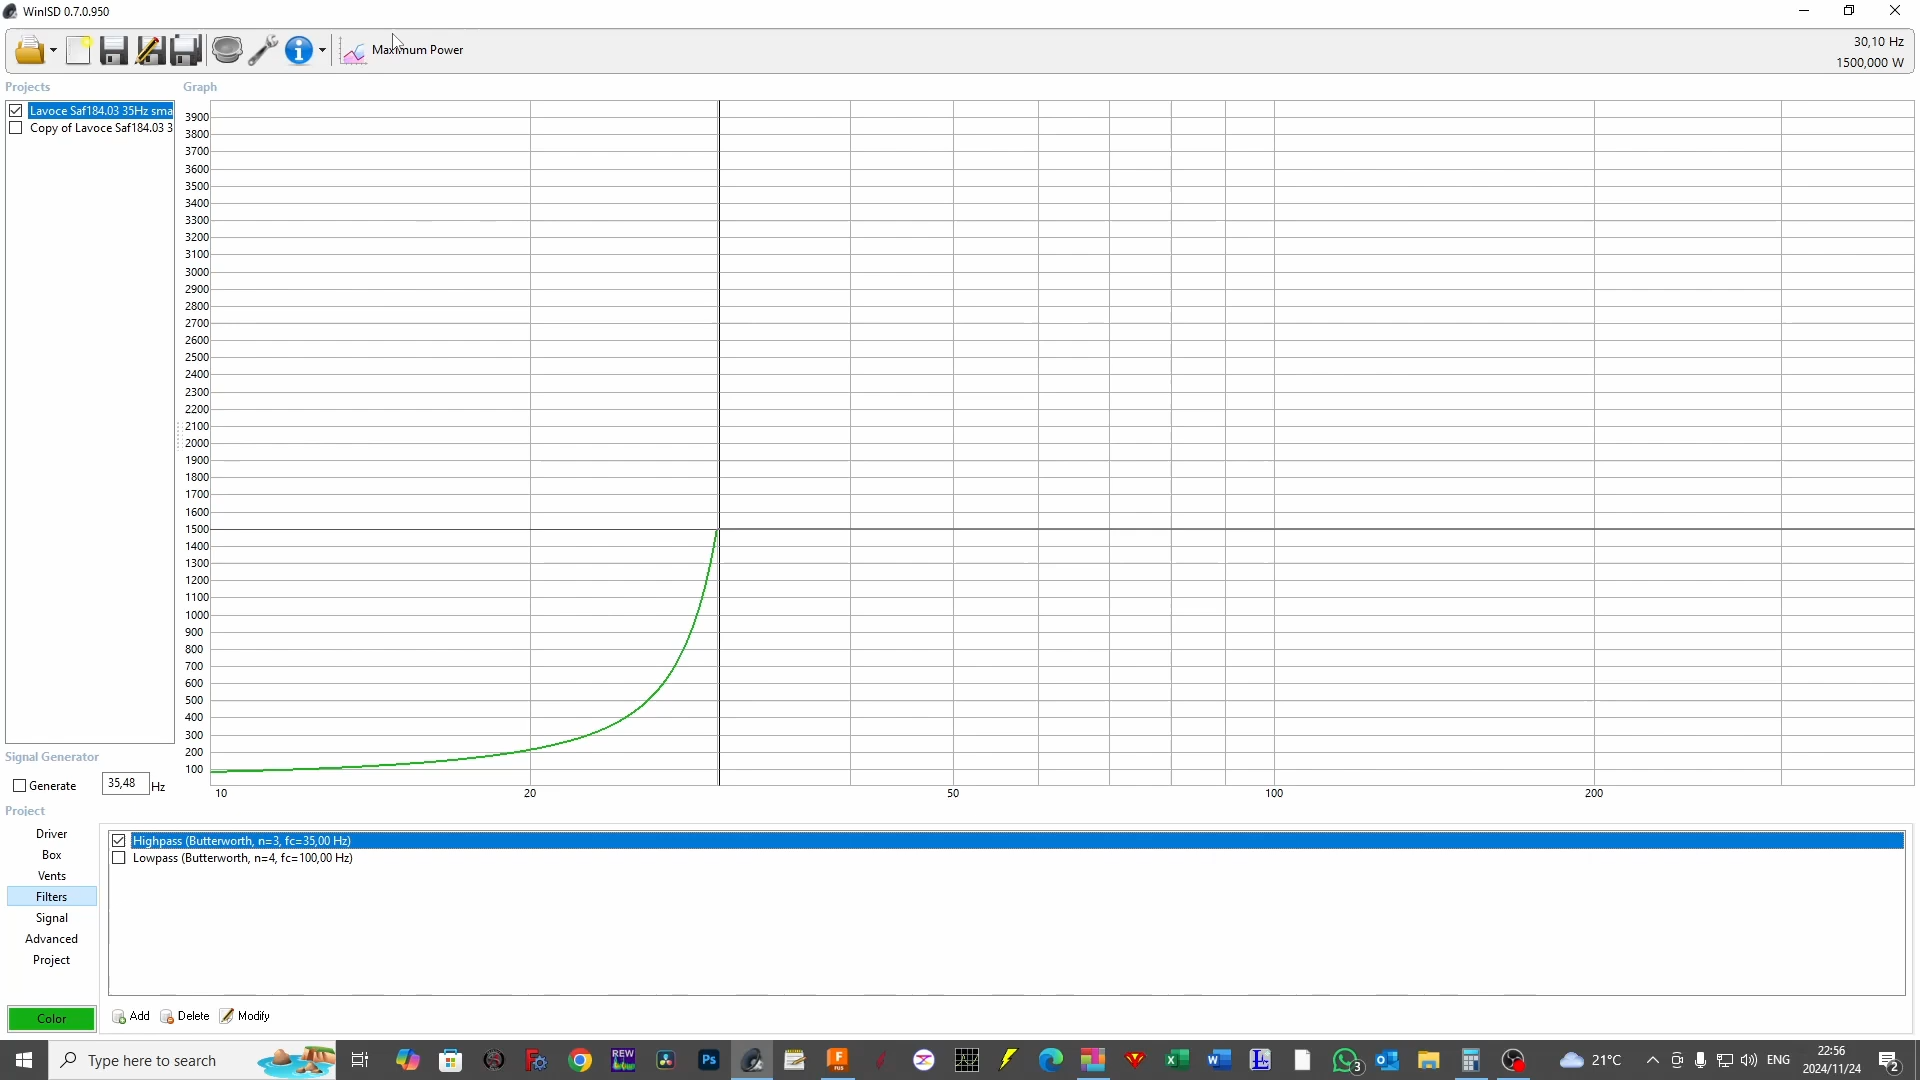 WinISD 0.7.0.950
Maximum Power
30,10 Hz
1500,000 W
Projects
Graph
Lavoce Saf184.03 35Hz sma
Copy of Lavoce Saf184.03 3
3900
3800
3700
3600
3500
3400
3300
3200
3100
3000
2900
2800
2700
2600
2500
2400
2300
2200
2100
2000
1900
1800
1700
1600
1500
1400
1300
1200
1100
1000
900
800
700
600
500
400
300
200
100
10
20
50
100
200
Signal Generator
Generate
35,48 Hz
Project
Driver
Box
Vents
Filters
Signal
Advanced
Project
Color
Highpass (Butterworth, n=3, fc=35,00 Hz)
Lowpass (Butterworth, n=4, fc=100,00 Hz)
Add
Delete
Modify
Type here to search
REW
Ps
F
X
W
L
3
21°C
ENG
22:56
2024/11/24
2